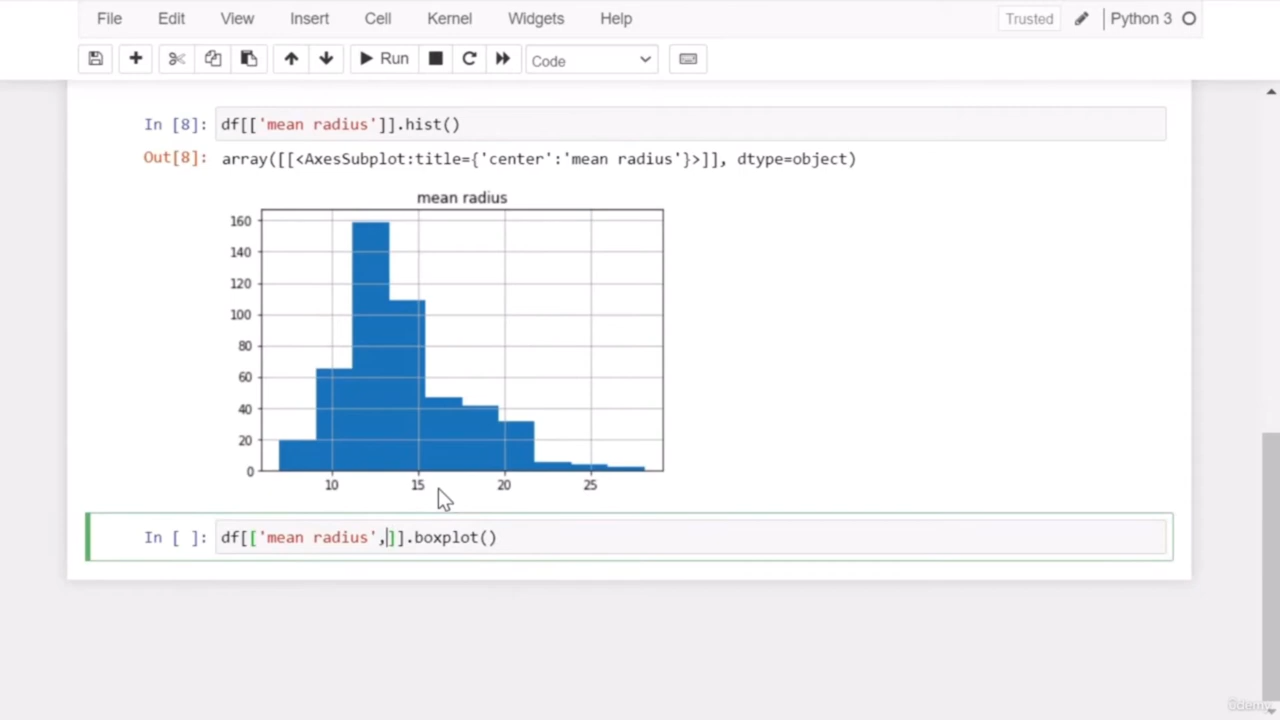 File Edit View Insert Cell Kernel Widgets Help Trusted Python 3
Run Code
In [8]: df[['mean radius']].hist()
Out[8]: array([[<AxesSubplot:title={'center':'mean radius'}>]], dtype=object)
mean radius
160
140
120
100
80
60
40
20
0
10 15 20 25
In [ ]: df[['mean radius',]].boxplot()
Udemy